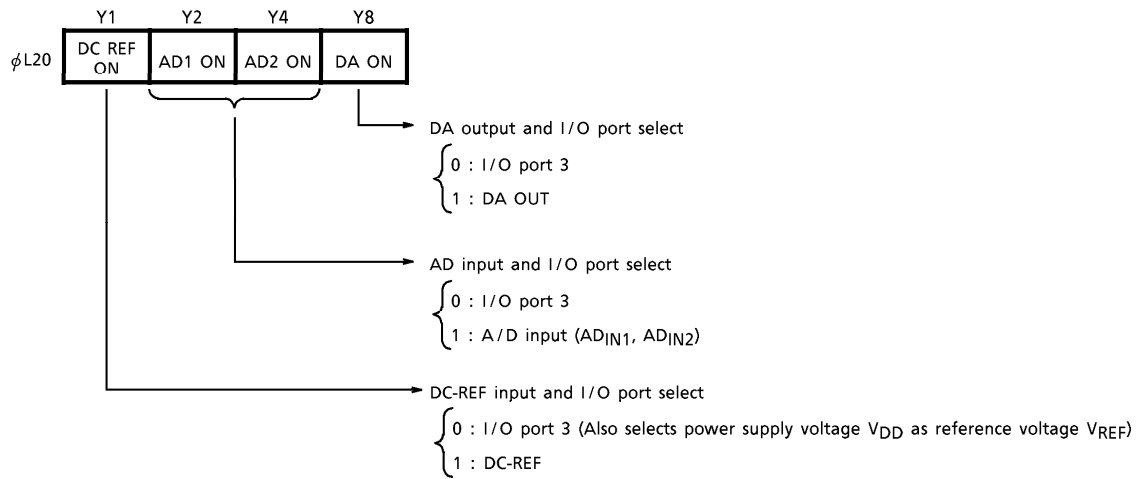 Y1 Y2 Y4 Y8
ϕL20 DC REF ON AD1 ON AD2 ON DA ON
DA output and I/O port select
0 : I/O port 3
1 : DA OUT
AD input and I/O port select
0 : I/O port 3
1 : A/D input (ADIN1, ADIN2)
DC-REF input and I/O port select
0 : I/O port 3 (Also selects power supply voltage VDD as reference voltage VREF)
1 : DC-REF